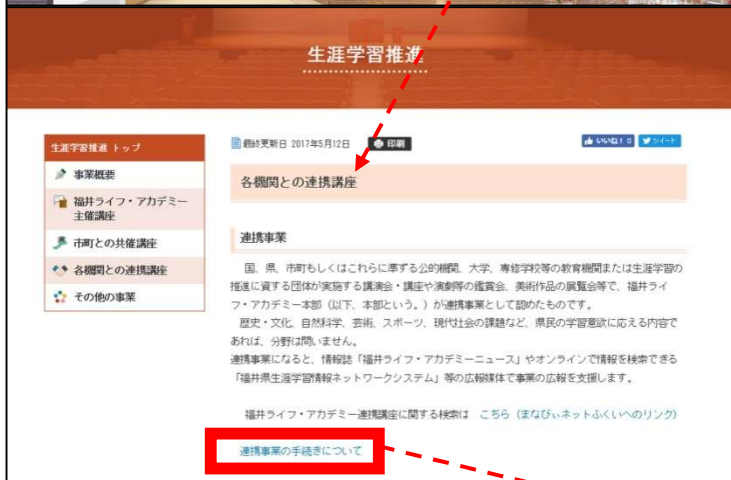 生涯学習推進
生涯学習推進 トップ
事業概要
福井ライフ・アカデミー
主催講座
市町との共催講座
各機関との連携講座
その他の事業
最終更新日 2017年5月12日
印刷
いいね! 0
ツイート
各機関との連携講座
連携事業
国、県、市町もしくはこれらに準ずる公的機関、大学、専修学校等の教育機関または生涯学習の
推進に資する団体が実施する講演会・講座や演劇等の鑑賞会、美術作品の展覧会等で、福井ライ
フ・アカデミー本部（以下、本部という。）が連携事業として認めたものです。
歴史・文化、自然科学、芸術、スポーツ、現代社会の課題など、県民の学習意欲に応える内容で
あれば、分野は問いません。
連携事業になると、情報誌「福井ライフ・アカデミーニュース」やオンラインで情報を検索できる
「福井県生涯学習情報ネットワークシステム」等の広報媒体で事業の広報を支援します。
福井ライフ・アカデミー連携講座に関する検索は こちら（まなびぃネットふくいへのリンク）
連携事業の手続きについて